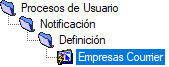 Procesos de Usuario
Notificación
Definición
Empresas Courrier